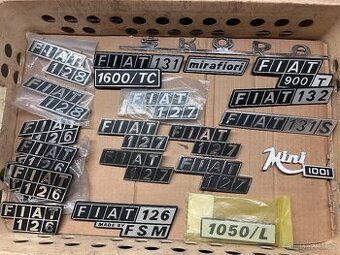 SKODA
FIAT
128
FIAT 131
1600/TC
mirafiori
FIAT
900 T
FIAT
128
FIAT
127
FIAT 132
FIAT
126
FIAT
127
FIAT 131 S
FIAT
126
FIAT
127
FIAT
127
FIAT
127
Mini
1001
FIAT
126
FIAT
126
FIAT 126
MADE BY
FSM
1050/L